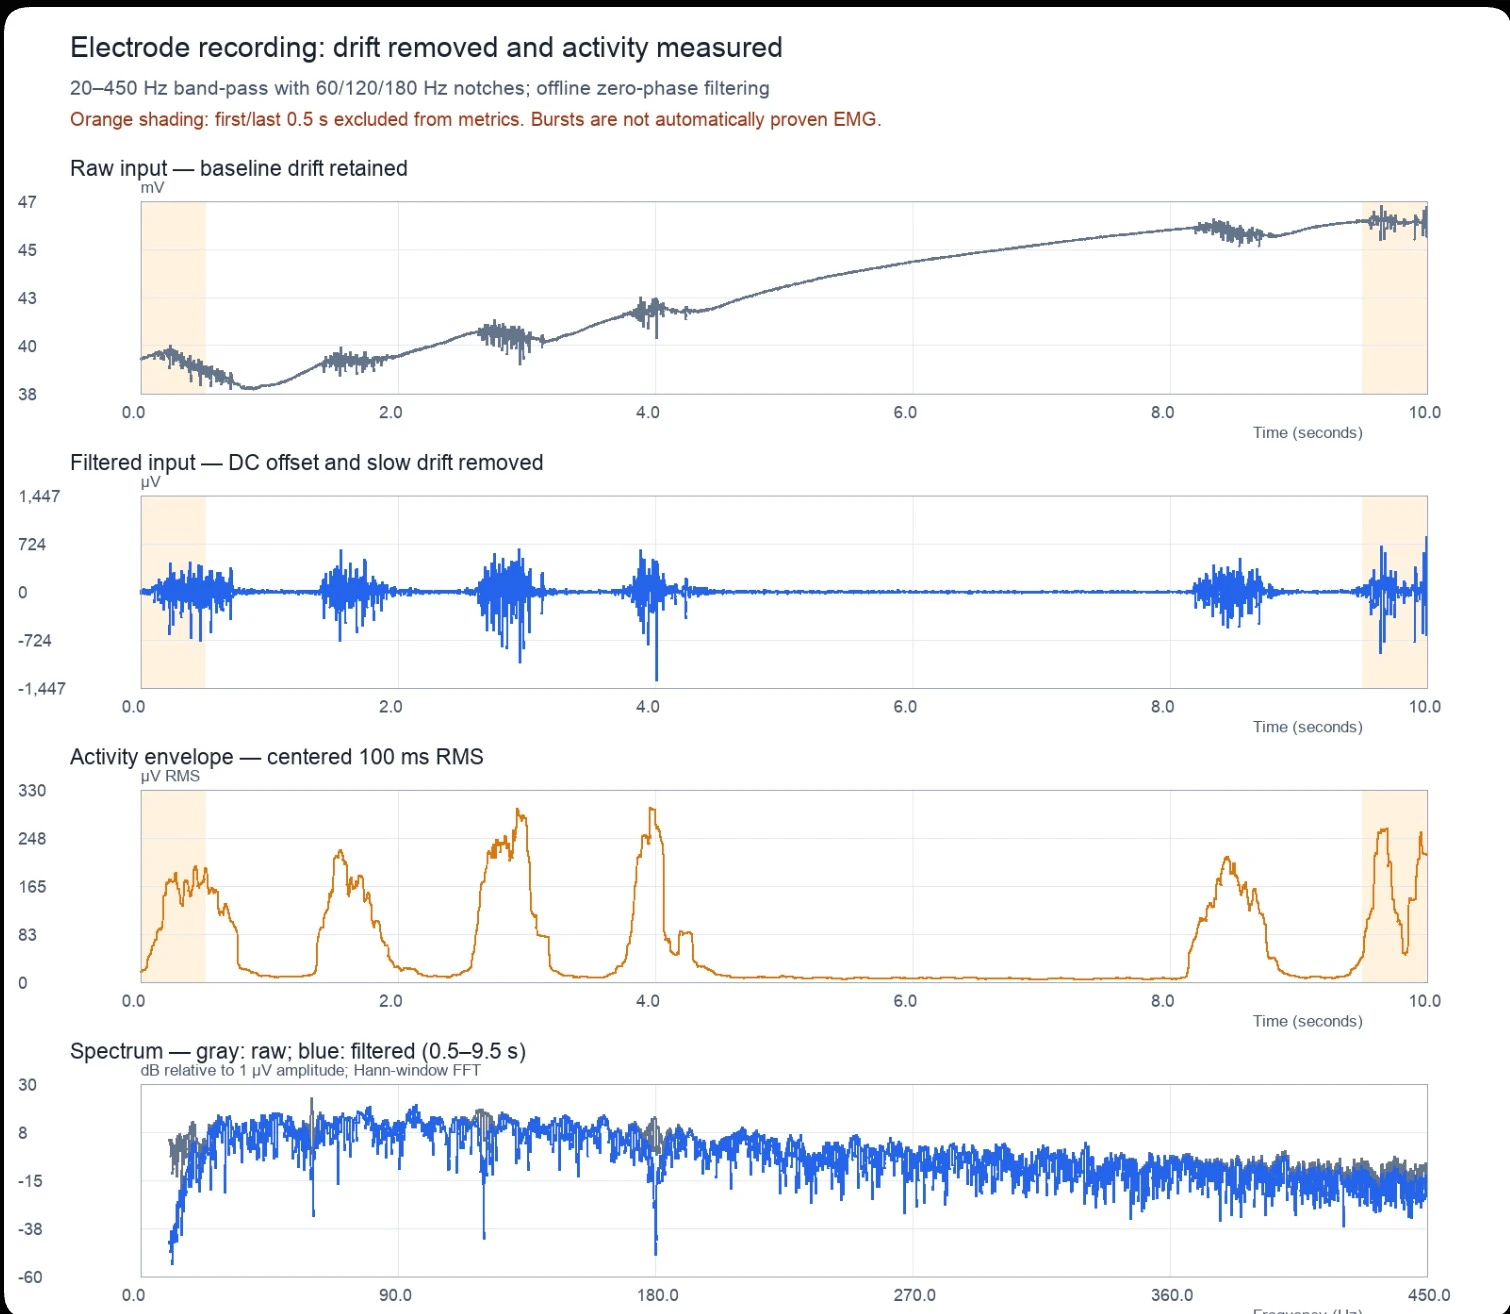 Electrode recording: drift removed and activity measured
20–450 Hz band-pass with 60/120/180 Hz notches; offline zero-phase filtering
Orange shading: first/last 0.5 s excluded from metrics. Bursts are not automatically proven EMG.
Raw input — baseline drift retained
mV
47
45
43
40
38
0.0 2.0 4.0 6.0 8.0 10.0
Time (seconds)
Filtered input — DC offset and slow drift removed
µV
1,447
724
0
-724
-1,447
0.0 2.0 4.0 6.0 8.0 10.0
Time (seconds)
Activity envelope — centered 100 ms RMS
µV RMS
330
248
165
83
0
0.0 2.0 4.0 6.0 8.0 10.0
Time (seconds)
Spectrum — gray: raw; blue: filtered (0.5–9.5 s)
dB relative to 1 µV amplitude; Hann-window FFT
30
8
-15
-38
-60
0.0 90.0 180.0 270.0 360.0 450.0
Frequency (Hz)